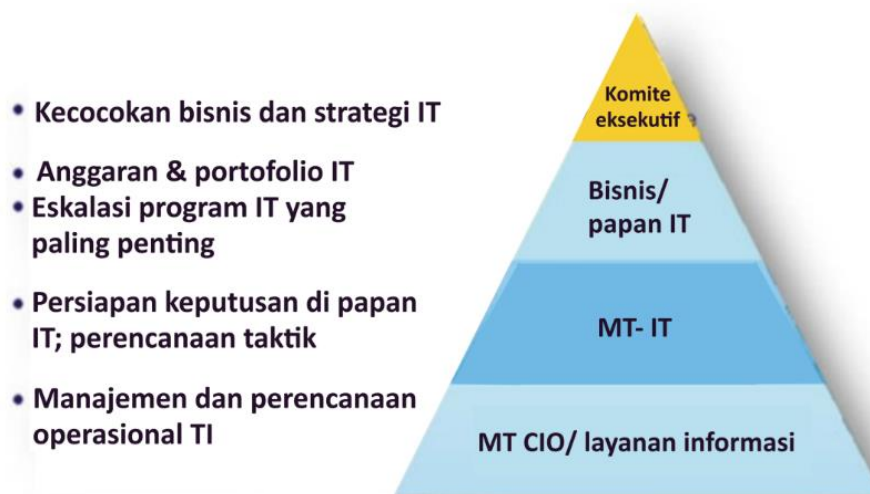 • Kecocokan bisnis dan strategi IT
• Anggaran & portofolio IT
• Eskalasi program IT yang
paling penting
• Persiapan keputusan di papan
IT; perencanaan taktik
• Manajemen dan perencanaan
operasional TI
Komite
eksekutif
Bisnis/
papan IT
MT- IT
MT CIO/ layanan informasi